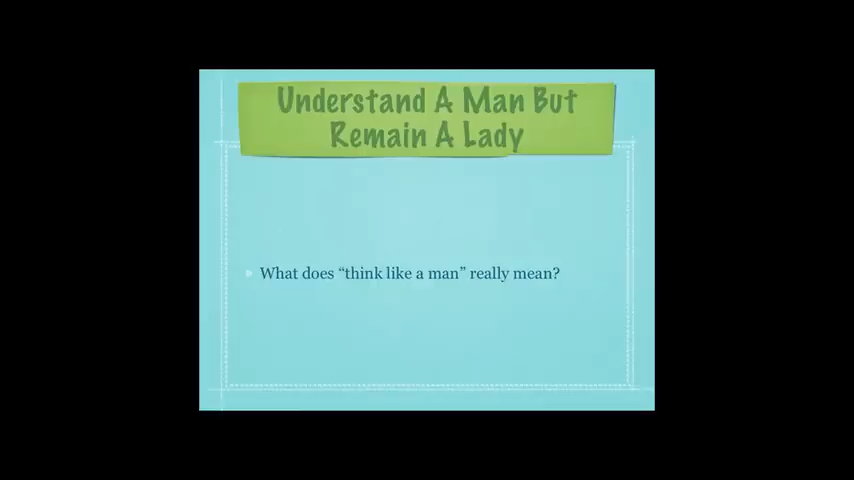 Understand A Man But
Remain A Lady
What does “think like a man” really mean?